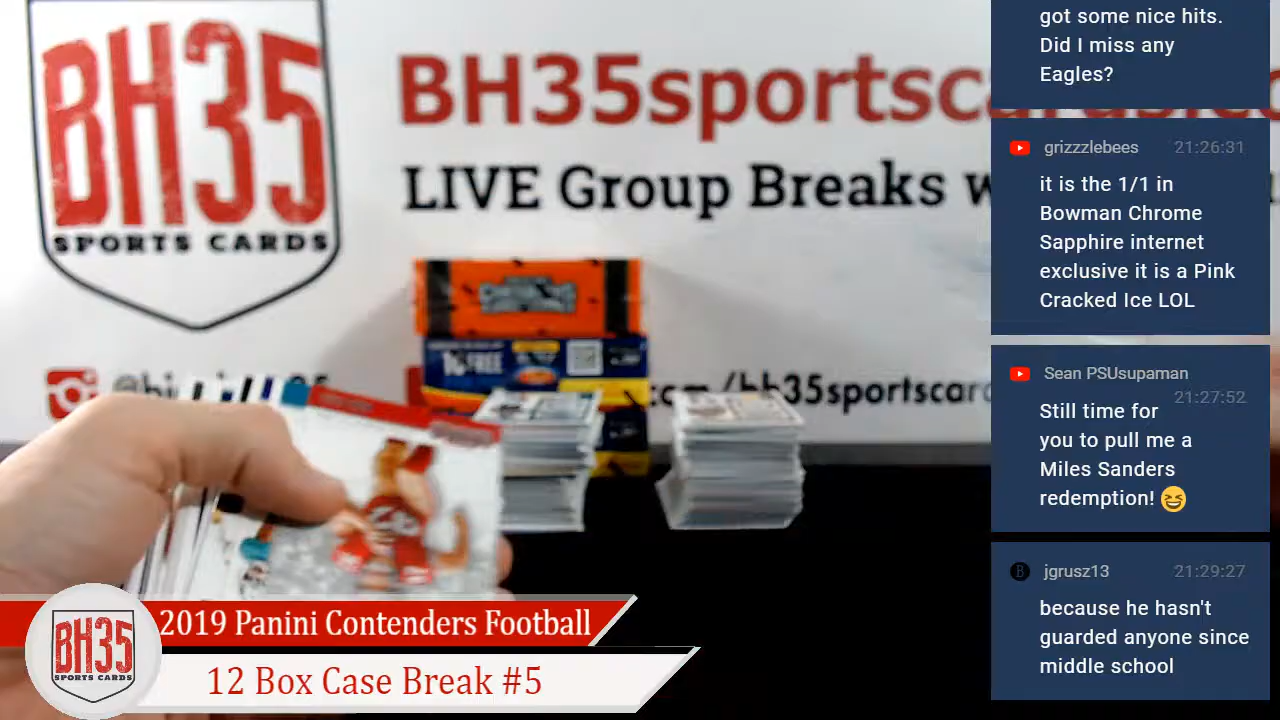 BH35
SPORTS CARDS
BH35sportsc
LIVE Group Breaks
FREE
.com/bh35sportscard
BH35
SPORTS CARDS
2019 Panini Contenders Football
12 Box Case Break #5
got some nice hits.
Did I miss any
Eagles?
grizzzlebees 21:26:31
it is the 1/1 in
Bowman Chrome
Sapphire internet
exclusive it is a Pink
Cracked Ice LOL
Sean PSUsupaman
21:27:52
Still time for
you to pull me a
Miles Sanders
redemption! 😆
jgrusz13 21:29:27
because he hasn't
guarded anyone since
middle school